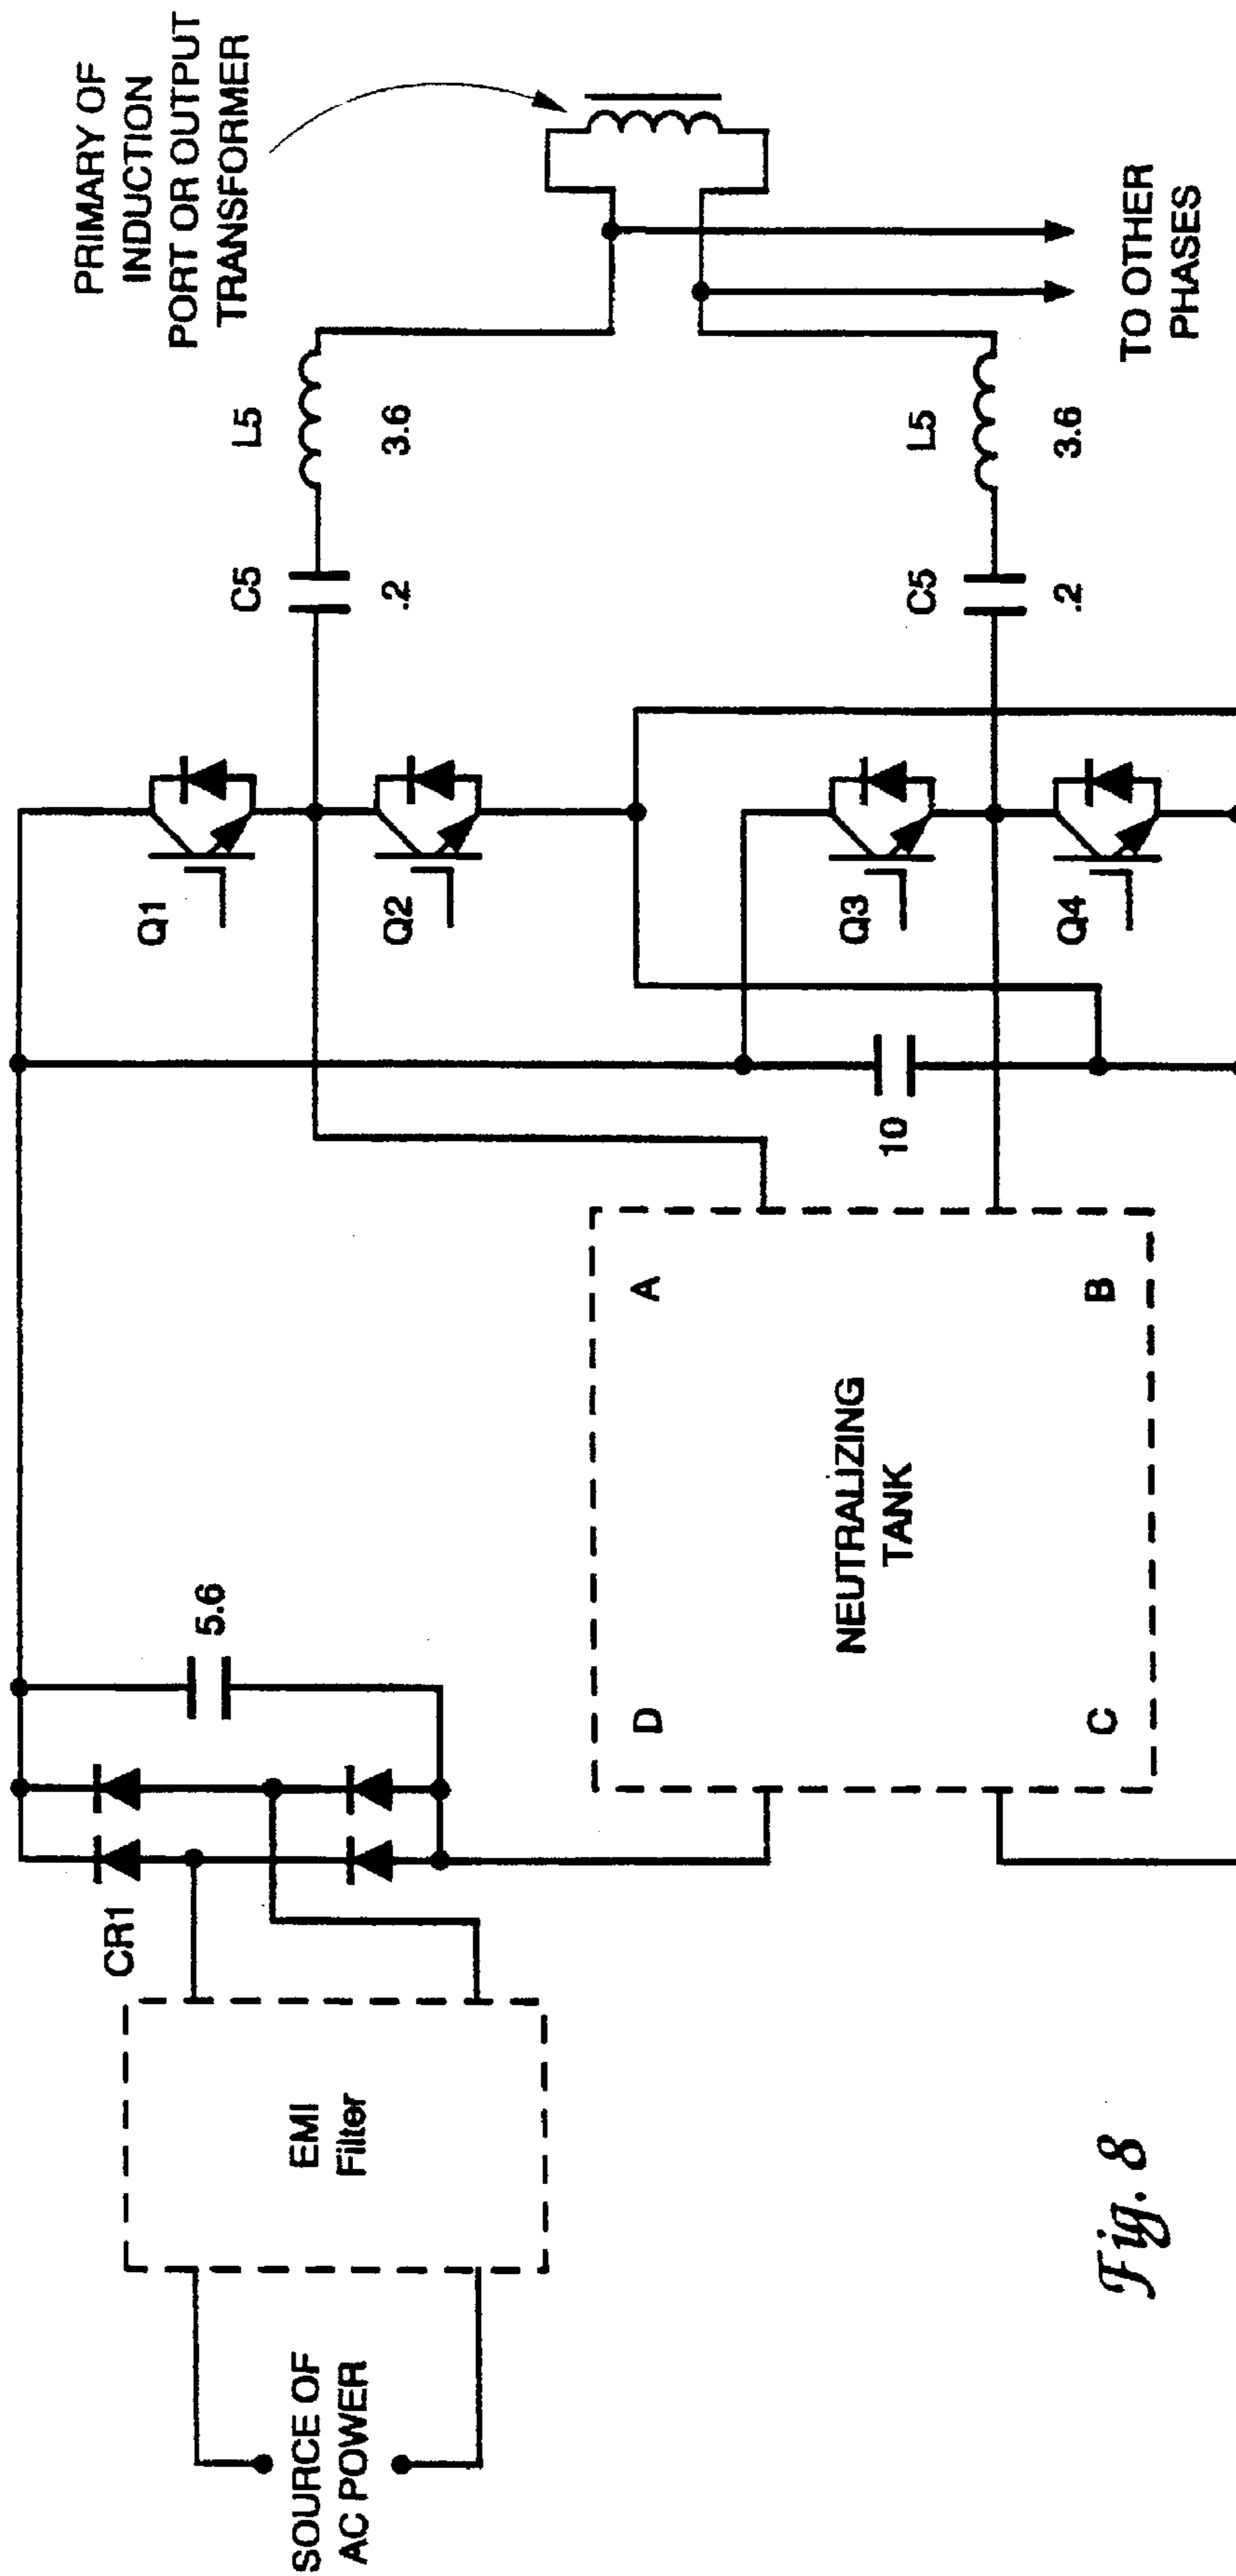 SOURCE OF
AC POWER
EMI
Filter
CR1
5.6
NEUTRALIZING
TANK
D
A
C
B
10
Q1
Q2
Q3
Q4
C5
.2
L5
3.6
C5
.2
L5
3.6
PRIMARY OF
INDUCTION
PORT OR OUTPUT
TRANSFORMER
TO OTHER
PHASES
Fig. 8